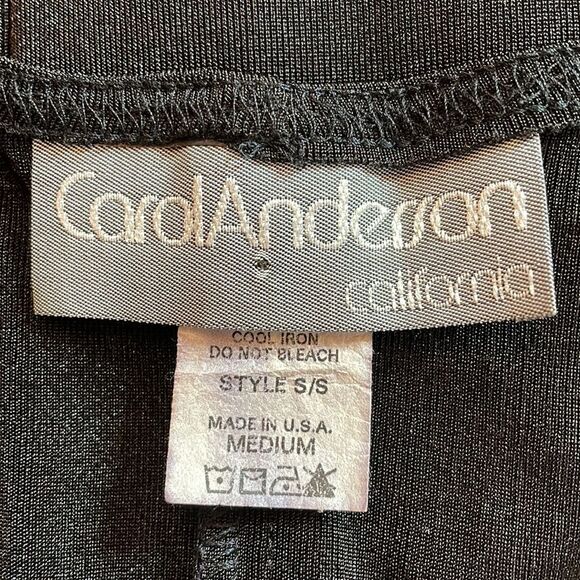 CarolAnderson
california
COOL IRON
DO NOT BLEACH
STYLE S/S
MADE IN U.S.A.
MEDIUM